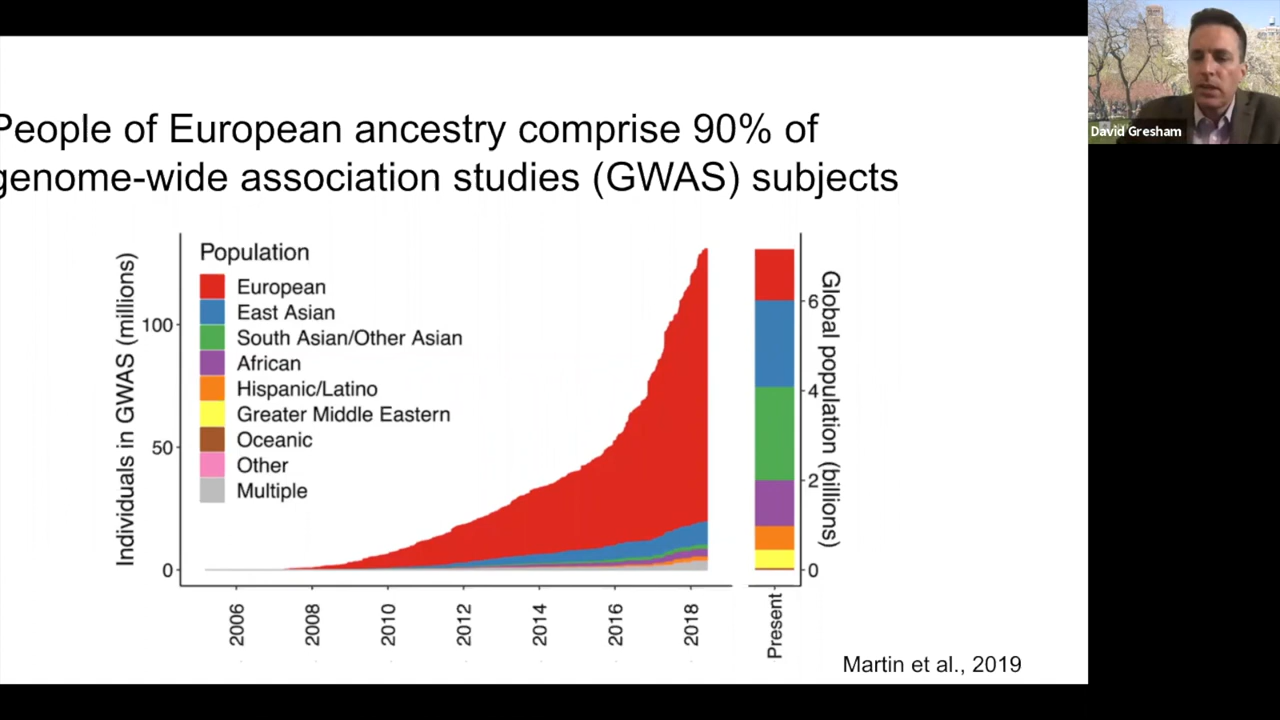 People of European ancestry comprise 90% of
genome-wide association studies (GWAS) subjects
Individuals in GWAS (millions)
100
50
0
Population
European
East Asian
South Asian/Other Asian
African
Hispanic/Latino
Greater Middle Eastern
Oceanic
Other
Multiple
2006
2008
2010
2012
2014
2016
2018
Present
6
4
2
0
Global population (billions)
Martin et al., 2019
David Gresham